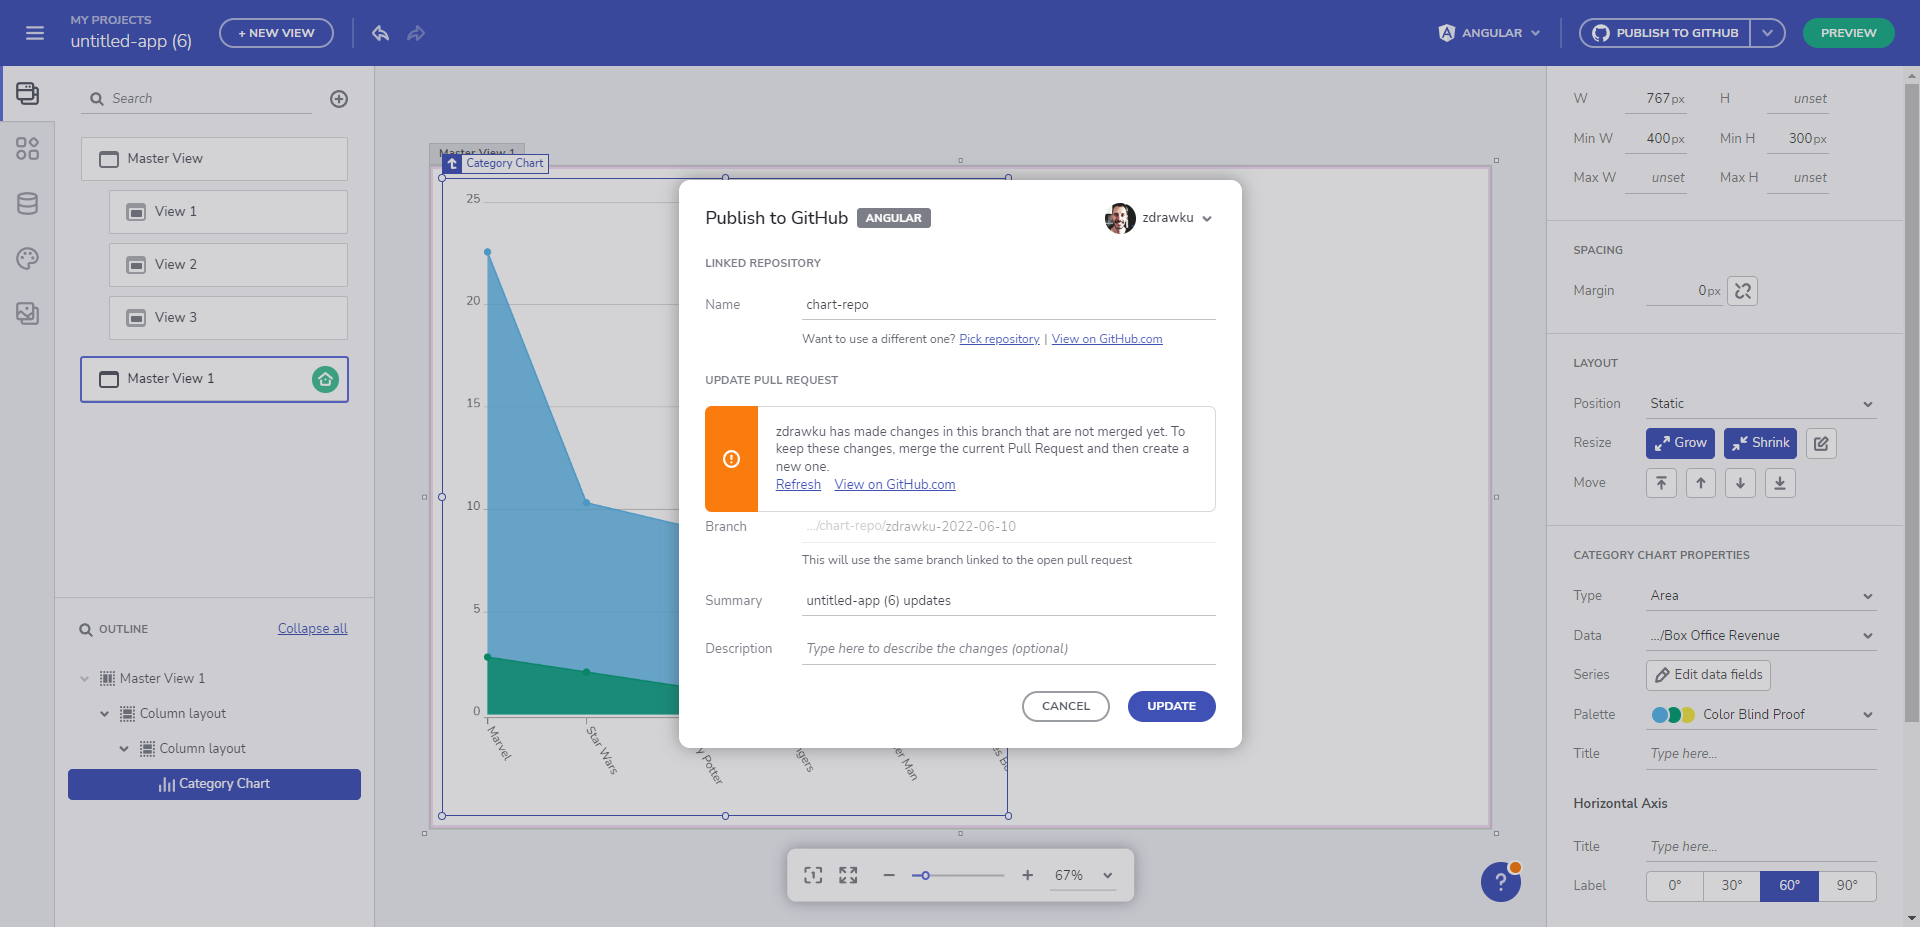 MY PROJECTS
untitled-app (6)
+ NEW VIEW
ANGULAR
PUBLISH TO GITHUB
PREVIEW
Search
Master View
View 1
View 2
View 3
Master View 1
OUTLINE
Collapse all
Master View 1
Column layout
Column layout
Category Chart
Master View 1
Category Chart
25
20
15
10
5
0
Marvel
Star Wars
y Potter
ngers
er Man
es Bo
Publish to GitHub
ANGULAR
zdrawku
LINKED REPOSITORY
Name
chart-repo
Want to use a different one? Pick repository | View on GitHub.com
UPDATE PULL REQUEST
zdrawku has made changes in this branch that are not merged yet. To
keep these changes, merge the current Pull Request and then create a
new one.
Refresh View on GitHub.com
Branch
.../chart-repo/zdrawku-2022-06-10
This will use the same branch linked to the open pull request
Summary
untitled-app (6) updates
Description
Type here to describe the changes (optional)
CANCEL
UPDATE
67%
?
W
767px
H
unset
Min W
400px
Min H
300px
Max W
unset
Max H
unset
SPACING
Margin
0px
LAYOUT
Position
Static
Resize
Grow
Shrink
Move
CATEGORY CHART PROPERTIES
Type
Area
Data
.../Box Office Revenue
Series
Edit data fields
Palette
Color Blind Proof
Title
Type here...
Horizontal Axis
Title
Type here...
Label
0°
30°
60°
90°